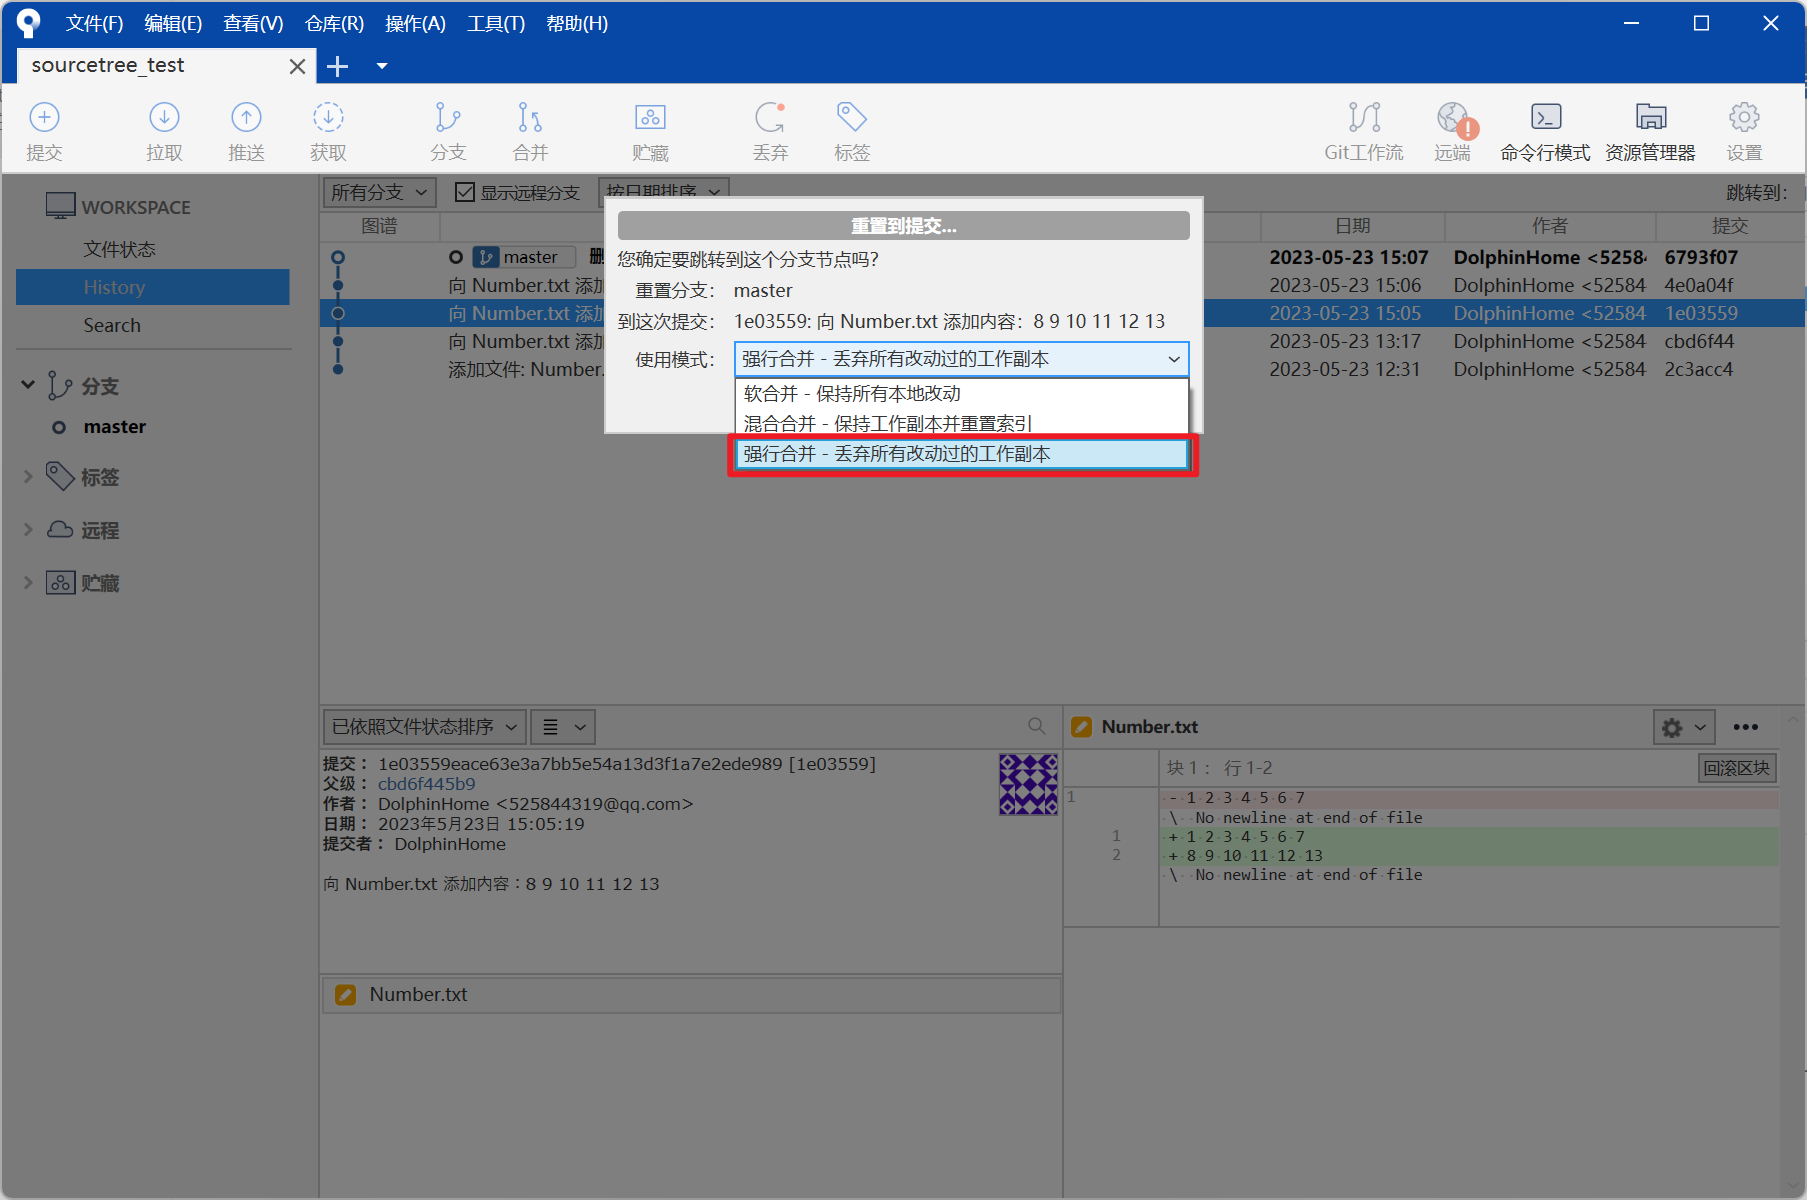 文件(F) 编辑(E) 查看(V) 仓库(R) 操作(A) 工具(T) 帮助(H)
sourcetree_test
提交 拉取 推送 获取 分支 合并 贮藏 丢弃 标签 Git工作流 远端 命令行模式 资源管理器 设置
WORKSPACE
文件状态
History
Search
分支
master
标签
远程
贮藏
所有分支 显示远程分支 按日期排序 跳转到:
图谱 日期 作者 提交
master 2023-05-23 15:07 DolphinHome <52584 6793f07
向 Number.txt 添加 2023-05-23 15:06 DolphinHome <52584 4e0a04f
向 Number.txt 添加 2023-05-23 15:05 DolphinHome <52584 1e03559
向 Number.txt 添加 2023-05-23 13:17 DolphinHome <52584 cbd6f44
添加文件: Number. 2023-05-23 12:31 DolphinHome <52584 2c3acc4
重置到提交...
您确定要跳转到这个分支节点吗?
重置分支: master
到这次提交: 1e03559: 向 Number.txt 添加内容: 8 9 10 11 12 13
使用模式: 强行合并 - 丢弃所有改动过的工作副本
软合并 - 保持所有本地改动
混合合并 - 保持工作副本并重置索引
强行合并 - 丢弃所有改动过的工作副本
已依照文件状态排序
提交: 1e03559eace63e3a7bb5e54a13d3f1a7e2ede989 [1e03559]
父级: cbd6f445b9
作者: DolphinHome <525844319@qq.com>
日期: 2023年5月23日 15:05:19
提交者: DolphinHome
向 Number.txt 添加内容：8 9 10 11 12 13
Number.txt
Number.txt
块 1： 行 1-2 回滚区块
1 - 1 2 3 4 5 6 7
\ No newline at end of file
1 + 1 2 3 4 5 6 7
2 + 8 9 10 11 12 13
\ No newline at end of file